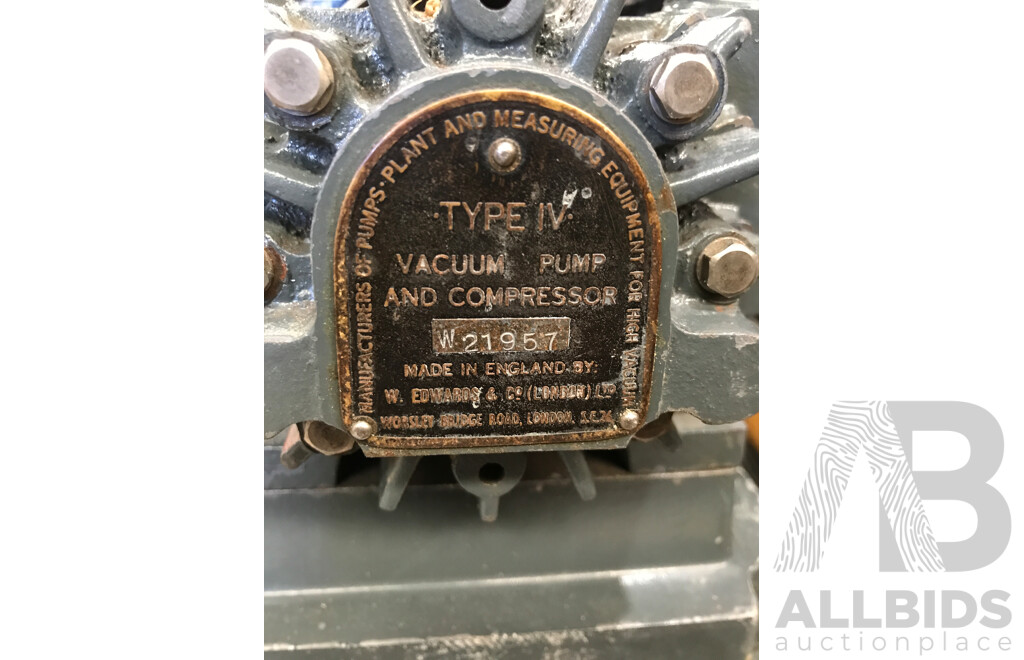 MANUFACTURERS OF PUMPS·PLANT AND MEASURING EQUIPMENT FOR HIGH VACUUM
·TYPE IV·
VACUUM PUMP
AND COMPRESSOR
W 21957
MADE IN ENGLAND BY
W. EDWARDS & CO (LONDON) LTD
WORSLEY BRIDGE ROAD, LONDON, S.E.26
AB
ALLBIDS
auctionplace